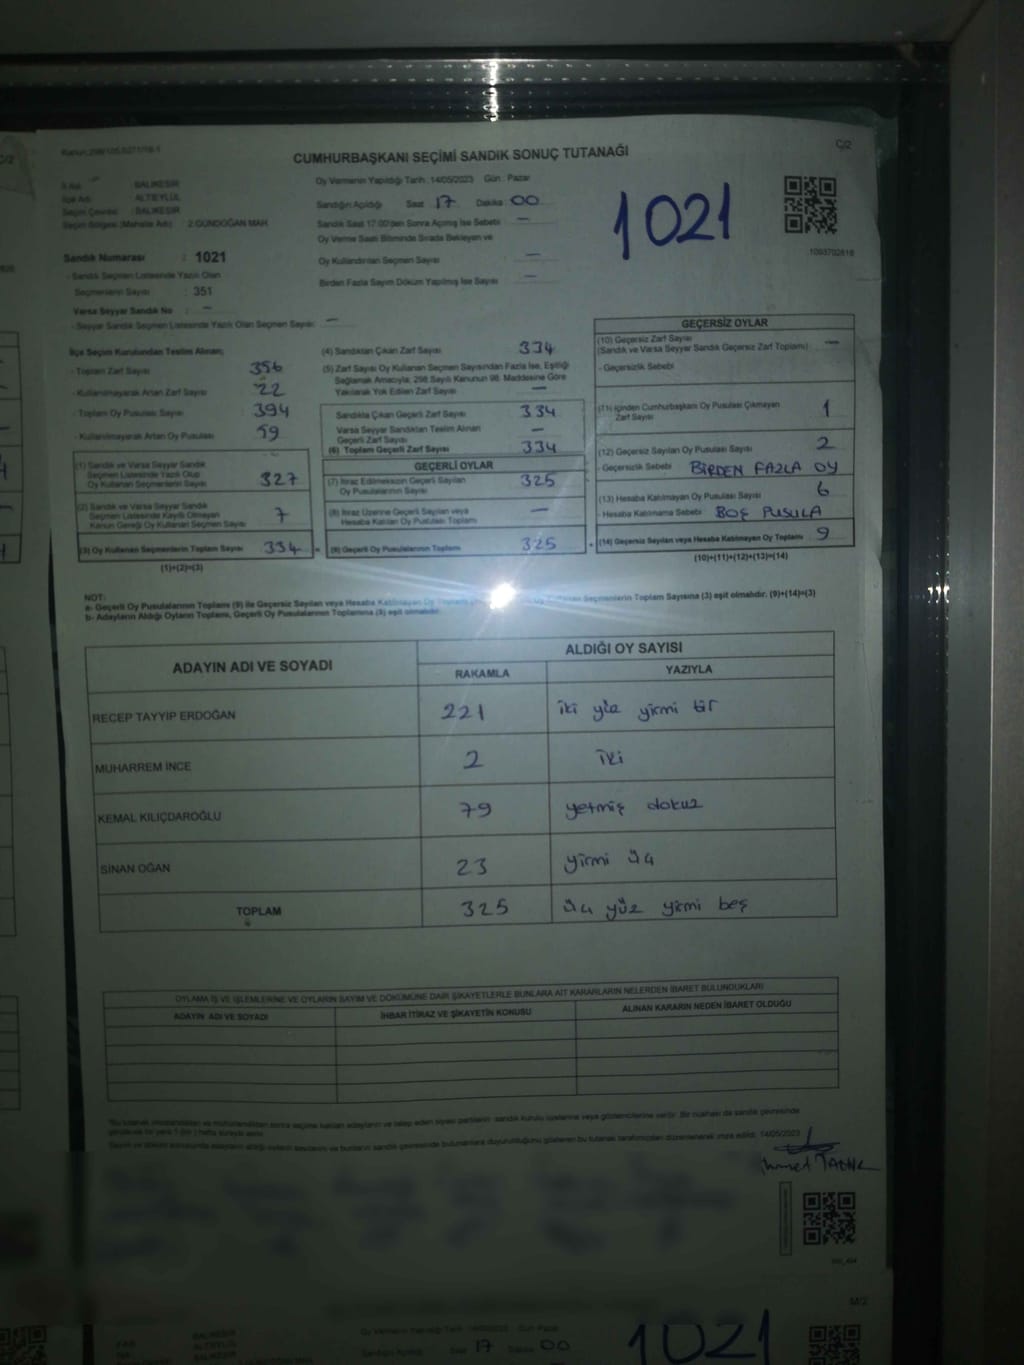 C/2
CUMHURBAŞKANI SEÇİMİ SANDIK SONUÇ TUTANAĞI
C/2
İli Adı : BALIKESİR
İlçe Adı : ALTIEYLÜL
Seçim Çevresi : BALIKESİR
Seçim Bölgesi (Mahalle Adı) 2 GÜNDOĞAN MAH.
Oy Vermenin Yapıldığı Tarih : 14/05/2023 Gün : Pazar
Sandığın Açıldığı Saat 17 Dakika 00
Sandık Saat 17:00'den Sonra Açılmış İse Sebebi : –
Oy Verme Saati Bitiminde Sırada Bekleyen ve
Oy Kullandırılan Seçmen Sayısı : –
Birden Fazla Sayım Döküm Yapılmış İse Sayısı : –
1021
Sandık Numarası : 1021
- Sandık Seçmen Listesinde Yazılı Olan
Seçmenlerin Sayısı : 351
Varsa Seyyar Sandık No : –
- Seyyar Sandık Seçmen Listesinde Yazılı Olan Seçmen Sayısı: –
İlçe Seçim Kurulundan Teslim Alınan;
- Toplam Zarf Sayısı : 356
- Kullanılmayarak Artan Zarf Sayısı : 22
- Toplam Oy Pusulası Sayısı : 394
- Kullanılmayarak Artan Oy Pusulası : 59
(1) Sandık ve Varsa Seyyar Sandık
Seçmen Listesinde Yazılı Olup
Oy Kullanan Seçmenlerin Sayısı : 327
(2) Sandık ve Varsa Seyyar Sandık
Seçmen Listesinde Kayıtlı Olmayan
Kanun Gereği Oy Kullanan Seçmen Sayısı : 7
(3) Oy Kullanan Seçmenlerin Toplam Sayısı 334
(1)+(2)=(3)
(4) Sandıktan Çıkan Zarf Sayısı : 334
(5) Zarf Sayısı Oy Kullanan Seçmen Sayısından Fazla İse, Eşitliği
Sağlamak Amacıyla; 298 Sayılı Kanunun 98. Maddesine Göre
Yakılarak Yok Edilen Zarf Sayısı : –
Sandıkta Çıkan Geçerli Zarf Sayısı : 334
Varsa Seyyar Sandıktan Teslim Alınan
Geçerli Zarf Sayısı : –
(6) Toplam Geçerli Zarf Sayısı : 334
GEÇERLİ OYLAR
(7) İtiraz Edilmeksizin Geçerli Sayılan
Oy Pusulalarının Sayısı : 325
(8) İtiraz Üzerine Geçerli Sayılan veya
Hesaba Katılan Oy Pusulası Toplamı : –
(9) Geçerli Oy Pusulalarının Toplamı : 325
GEÇERSİZ OYLAR
(10) Geçersiz Zarf Sayısı
(Sandık ve Varsa Seyyar Sandık Geçersiz Zarf Toplamı) : –
- Geçersizlik Sebebi :
(11) İçinden Cumhurbaşkanı Oy Pusulası Çıkmayan
Zarf Sayısı : 1
(12) Geçersiz Sayılan Oy Pusulası Sayısı : 2
- Geçersizlik Sebebi : BİRDEN FAZLA OY
(13) Hesaba Katılmayan Oy Pusulası Sayısı : 6
- Hesaba Katılmama Sebebi : BOŞ PUSULA
(14) Geçersiz Sayılan veya Hesaba Katılmayan Oy Toplamı : 9
(10)+(11)+(12)+(13)=(14)
NOT:
a- Geçerli Oy Pusulalarının Toplamı (9) ile Geçersiz Sayılan veya Hesaba Katılmayan Oy Toplamı Oy Kullanan Seçmenlerin Toplam Sayısına (3) eşit olmalıdır. (9)+(14)=(3)
b- Adayların Aldığı Oyların Toplamı, Geçerli Oy Pusulalarının Toplamına (9) eşit olmalıdır.
ADAYIN ADI VE SOYADI
ALDIĞI OY SAYISI
RAKAMLA YAZIYLA
RECEP TAYYİP ERDOĞAN 221 iki yüz yirmi bir
MUHARREM İNCE 2 iki
KEMAL KILIÇDAROĞLU 79 yetmiş dokuz
SİNAN OĞAN 23 yirmi üç
TOPLAM 325 üç yüz yirmi beş
OYLAMA İŞ VE İŞLEMLERİNE VE OYLARIN SAYIM VE DÖKÜMÜNE DAİR ŞİKAYETLERLE BUNLARA AİT KARARLARIN NELERDEN İBARET BULUNDUKLARI
ADAYIN ADI VE SOYADI İHBAR İTİRAZ VE ŞİKAYETİN KONUSU ALINAN KARARIN NEDEN İBARET OLDUĞU
14/05/2023
M/2
BALIKESİR
ALTIEYLÜL
BALIKESİR
Saat 17 Dakika 00
1021